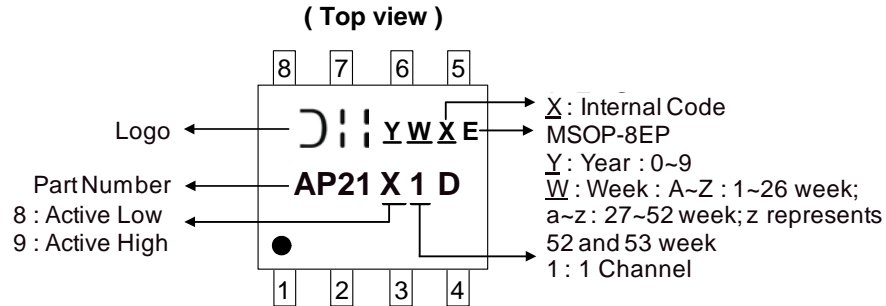 ( Top view )
8 7 6 5
Logo
Y W X E
X : Internal Code
MSOP-8EP
Y : Year : 0~9
W : Week : A~Z : 1~26 week;
a~z : 27~52 week; z represents
52 and 53 week
1 : 1 Channel
Part Number
AP21 X 1 D
8 : Active Low
9 : Active High
1 2 3 4